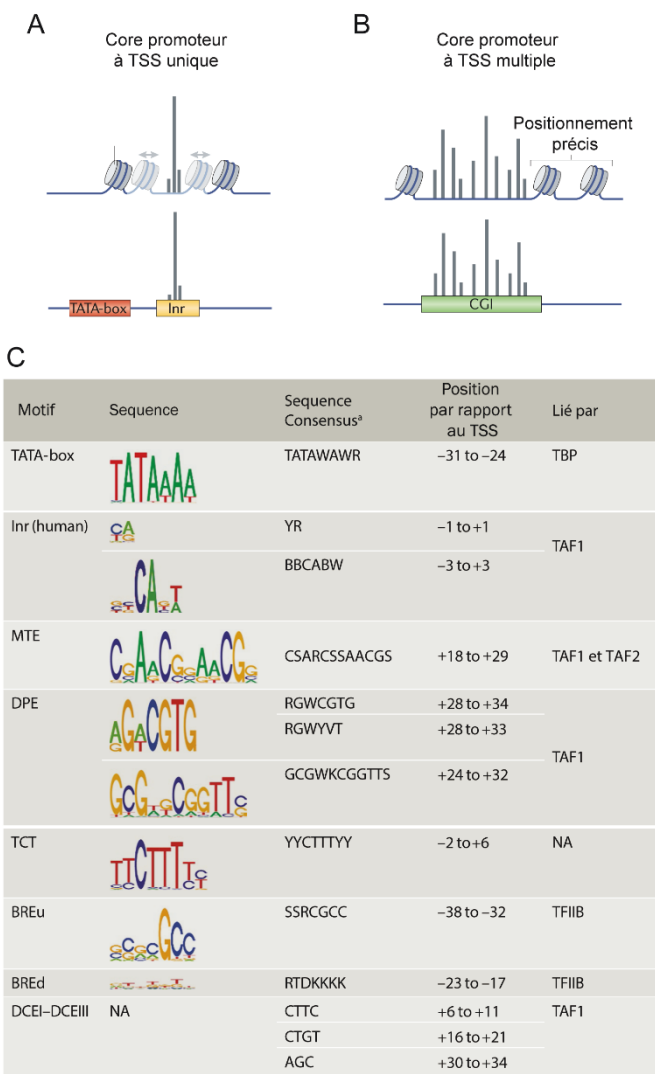 A
Core promoteur
à TSS unique
TATA-box
Inr
B
Core promoteur
à TSS multiple
Positionnement
précis
CGI
C
Motif Sequence Sequence Consensusᵃ Position par rapport au TSS Lié par
TATA-box TATAAAA TATAWAWR –31 to –24 TBP
Inr (human) CA YR –1 to +1 TAF1
CA BBCABW –3 to +3
MTE CSARCSSAACGS +18 to +29 TAF1 et TAF2
DPE AGACGTG RGWCGTG +28 to +34 TAF1
RGWYVT +28 to +33
GCGWKCGGTTS +24 to +32
TCT YYCTTTYY –2 to +6 NA
BREu SSRCGCC –38 to –32 TFIIB
BREd RTDKKKK –23 to –17 TFIIB
DCEI–DCEIII NA CTTC +6 to +11 TAF1
CTGT +16 to +21
AGC +30 to +34